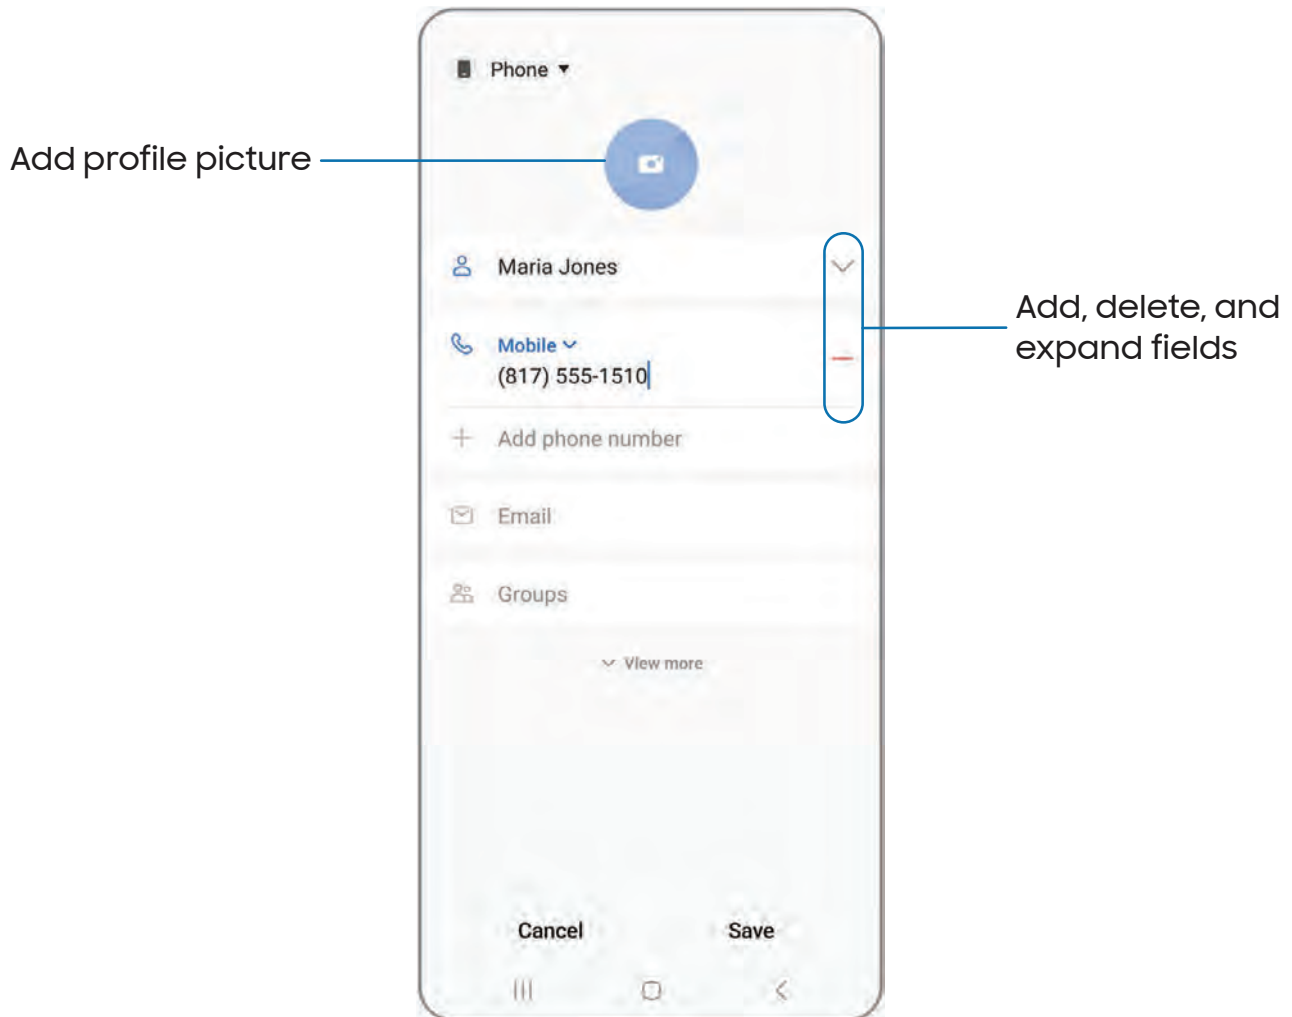 Phone
Add profile picture
Maria Jones
Mobile
(817) 555-1510
Add, delete, and
expand fields
Add phone number
Email
Groups
View more
Cancel
Save